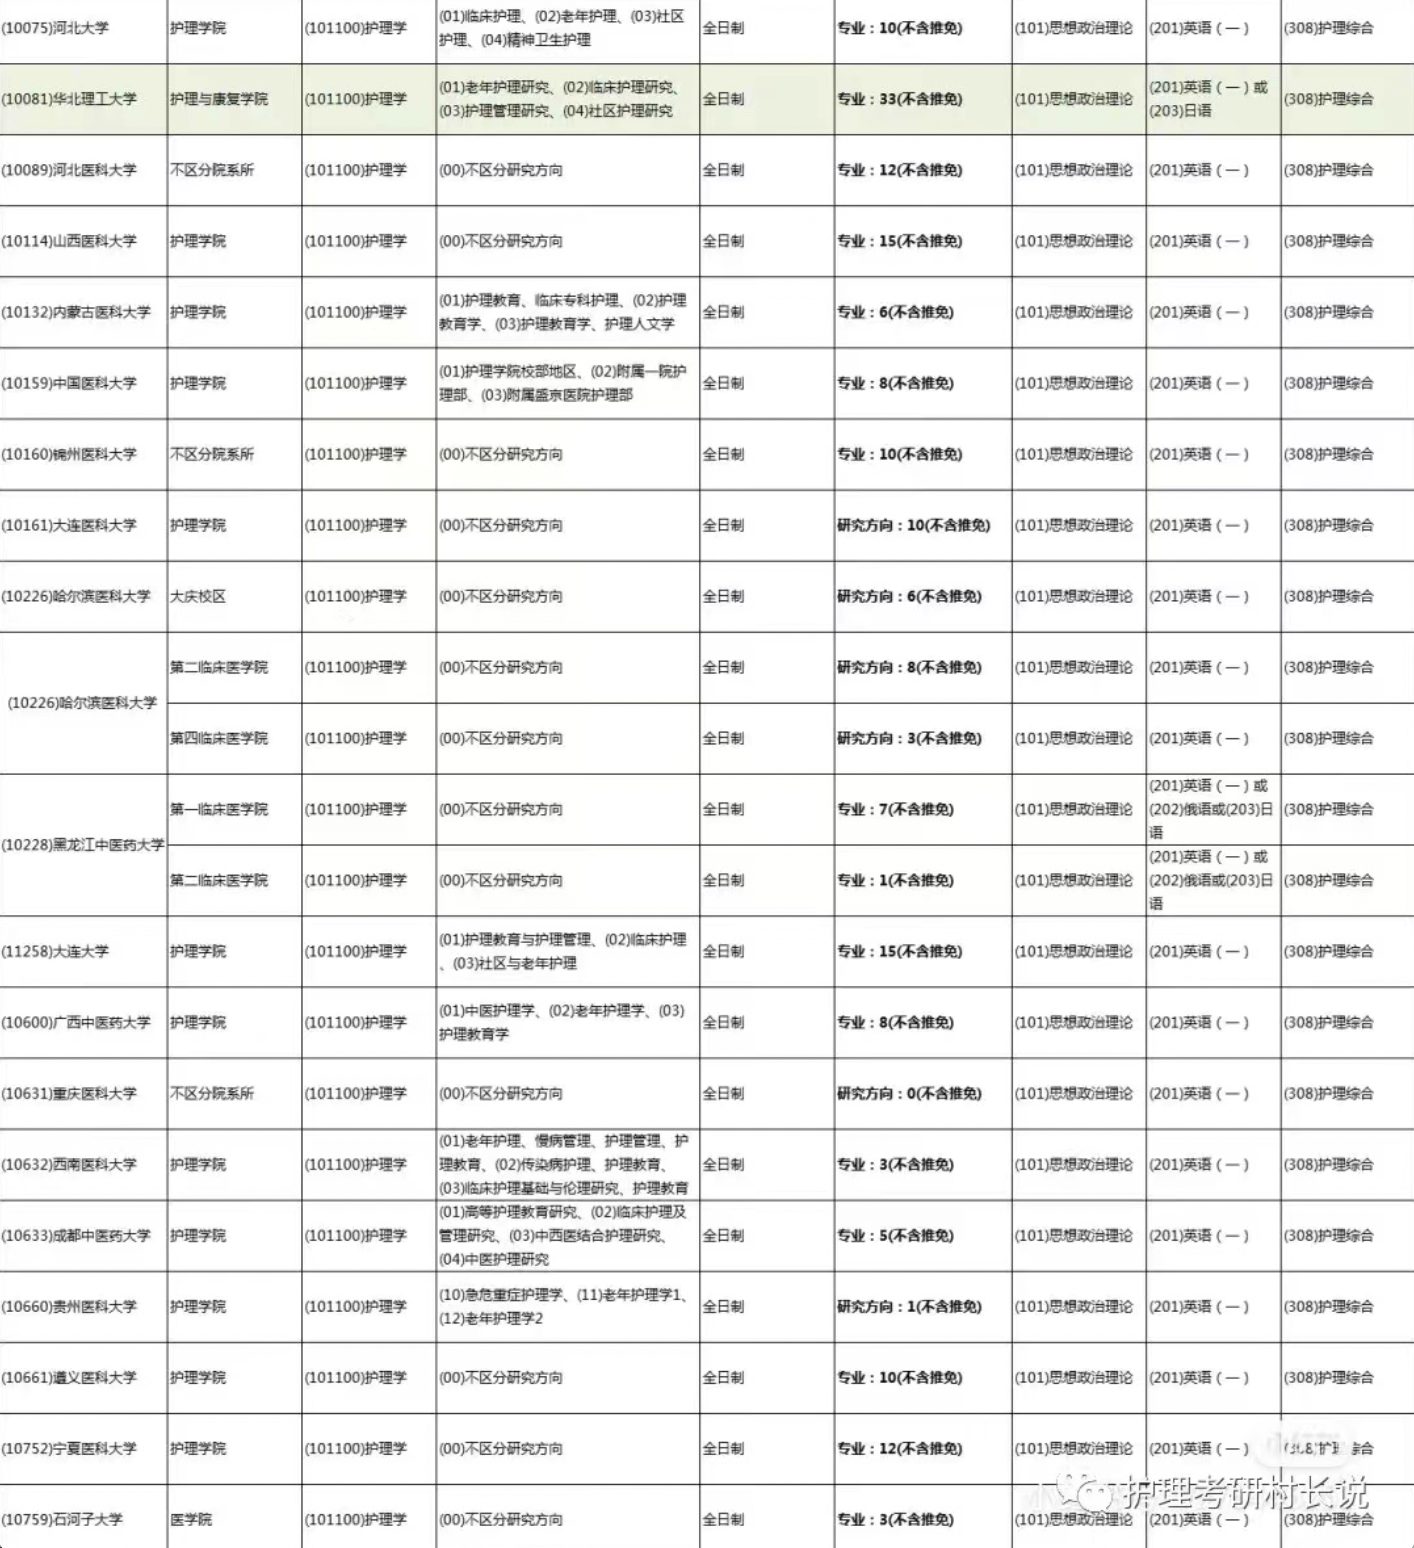 (10075)河北大学 护理学院 (101100)护理学 (01)临床护理、(02)老年护理、(03)社区 全日制 专业：10(不含推免) (101)思想政治理论 (201)英语（一） (308)护理综合
护理、(04)精神卫生护理
(10081)华北理工大学 护理与康复学院 (101100)护理学 (01)老年护理研究、(02)临床护理研究、 全日制 专业：33(不含推免) (101)思想政治理论 (201)英语（一）或 (308)护理综合
(03)护理管理研究、(04)社区护理研究 (203)日语
(10089)河北医科大学 不区分院系所 (101100)护理学 (00)不区分研究方向 全日制 专业：12(不含推免) (101)思想政治理论 (201)英语（一） (308)护理综合
(10114)山西医科大学 护理学院 (101100)护理学 (00)不区分研究方向 全日制 专业：15(不含推免) (101)思想政治理论 (201)英语（一） (308)护理综合
(10132)内蒙古医科大学 护理学院 (101100)护理学 (01)护理教育、临床专科护理、(02)护理 全日制 专业：6(不含推免) (101)思想政治理论 (201)英语（一） (308)护理综合
教育学、(03)护理教育学、护理人文学
(10159)中国医科大学 护理学院 (101100)护理学 (01)护理学院校部地区、(02)附属一院护 全日制 专业：8(不含推免) (101)思想政治理论 (201)英语（一） (308)护理综合
理部、(03)附属盛京医院护理部
(10160)锦州医科大学 不区分院系所 (101100)护理学 (00)不区分研究方向 全日制 专业：10(不含推免) (101)思想政治理论 (201)英语（一） (308)护理综合
(10161)大连医科大学 护理学院 (101100)护理学 (00)不区分研究方向 全日制 研究方向：10(不含推免) (101)思想政治理论 (201)英语（一） (308)护理综合
(10226)哈尔滨医科大学 大庆校区 (101100)护理学 (00)不区分研究方向 全日制 研究方向：6(不含推免) (101)思想政治理论 (201)英语（一） (308)护理综合
(10226)哈尔滨医科大学 第二临床医学院 (101100)护理学 (00)不区分研究方向 全日制 研究方向：8(不含推免) (101)思想政治理论 (201)英语（一） (308)护理综合
第四临床医学院 (101100)护理学 (00)不区分研究方向 全日制 研究方向：3(不含推免) (101)思想政治理论 (201)英语（一） (308)护理综合
(10228)黑龙江中医药大学 第一临床医学院 (101100)护理学 (00)不区分研究方向 全日制 专业：7(不含推免) (101)思想政治理论 (201)英语（一）或 (308)护理综合
(202)俄语或(203)日
语
第二临床医学院 (101100)护理学 (00)不区分研究方向 全日制 专业：1(不含推免) (101)思想政治理论 (201)英语（一）或 (308)护理综合
(202)俄语或(203)日
语
(11258)大连大学 护理学院 (101100)护理学 (01)护理教育与护理管理、(02)临床护理 全日制 专业：15(不含推免) (101)思想政治理论 (201)英语（一） (308)护理综合
、(03)社区与老年护理
(10600)广西中医药大学 护理学院 (101100)护理学 (01)中医护理学、(02)老年护理学、(03) 全日制 专业：8(不含推免) (101)思想政治理论 (201)英语（一） (308)护理综合
护理教育学
(10631)重庆医科大学 不区分院系所 (101100)护理学 (00)不区分研究方向 全日制 研究方向：0(不含推免) (101)思想政治理论 (201)英语（一） (308)护理综合
(10632)西南医科大学 护理学院 (101100)护理学 (01)老年护理、慢病管理、护理管理、护 全日制 专业：3(不含推免) (101)思想政治理论 (201)英语（一） (308)护理综合
理教育、(02)传染病护理、护理教育、
(03)临床护理基础与伦理研究、护理教育
(10633)成都中医药大学 护理学院 (101100)护理学 (01)高等护理教育研究、(02)临床护理及 全日制 专业：5(不含推免) (101)思想政治理论 (201)英语（一） (308)护理综合
管理研究、(03)中西医结合护理研究、
(04)中医护理研究
(10660)贵州医科大学 护理学院 (101100)护理学 (10)急危重症护理学、(11)老年护理学1、 全日制 研究方向：1(不含推免) (101)思想政治理论 (201)英语（一） (308)护理综合
(12)老年护理学2
(10661)遵义医科大学 护理学院 (101100)护理学 (00)不区分研究方向 全日制 专业：10(不含推免) (101)思想政治理论 (201)英语（一） (308)护理综合
(10752)宁夏医科大学 护理学院 (101100)护理学 (00)不区分研究方向 全日制 专业：12(不含推免) (101)思想政治理论 (201)英语（一） (308)护理综合
护理考研村长说
(10759)石河子大学 医学院 (101100)护理学 (00)不区分研究方向 全日制 专业：3(不含推免) (101)思想政治理论 (201)英语（一） (308)护理综合